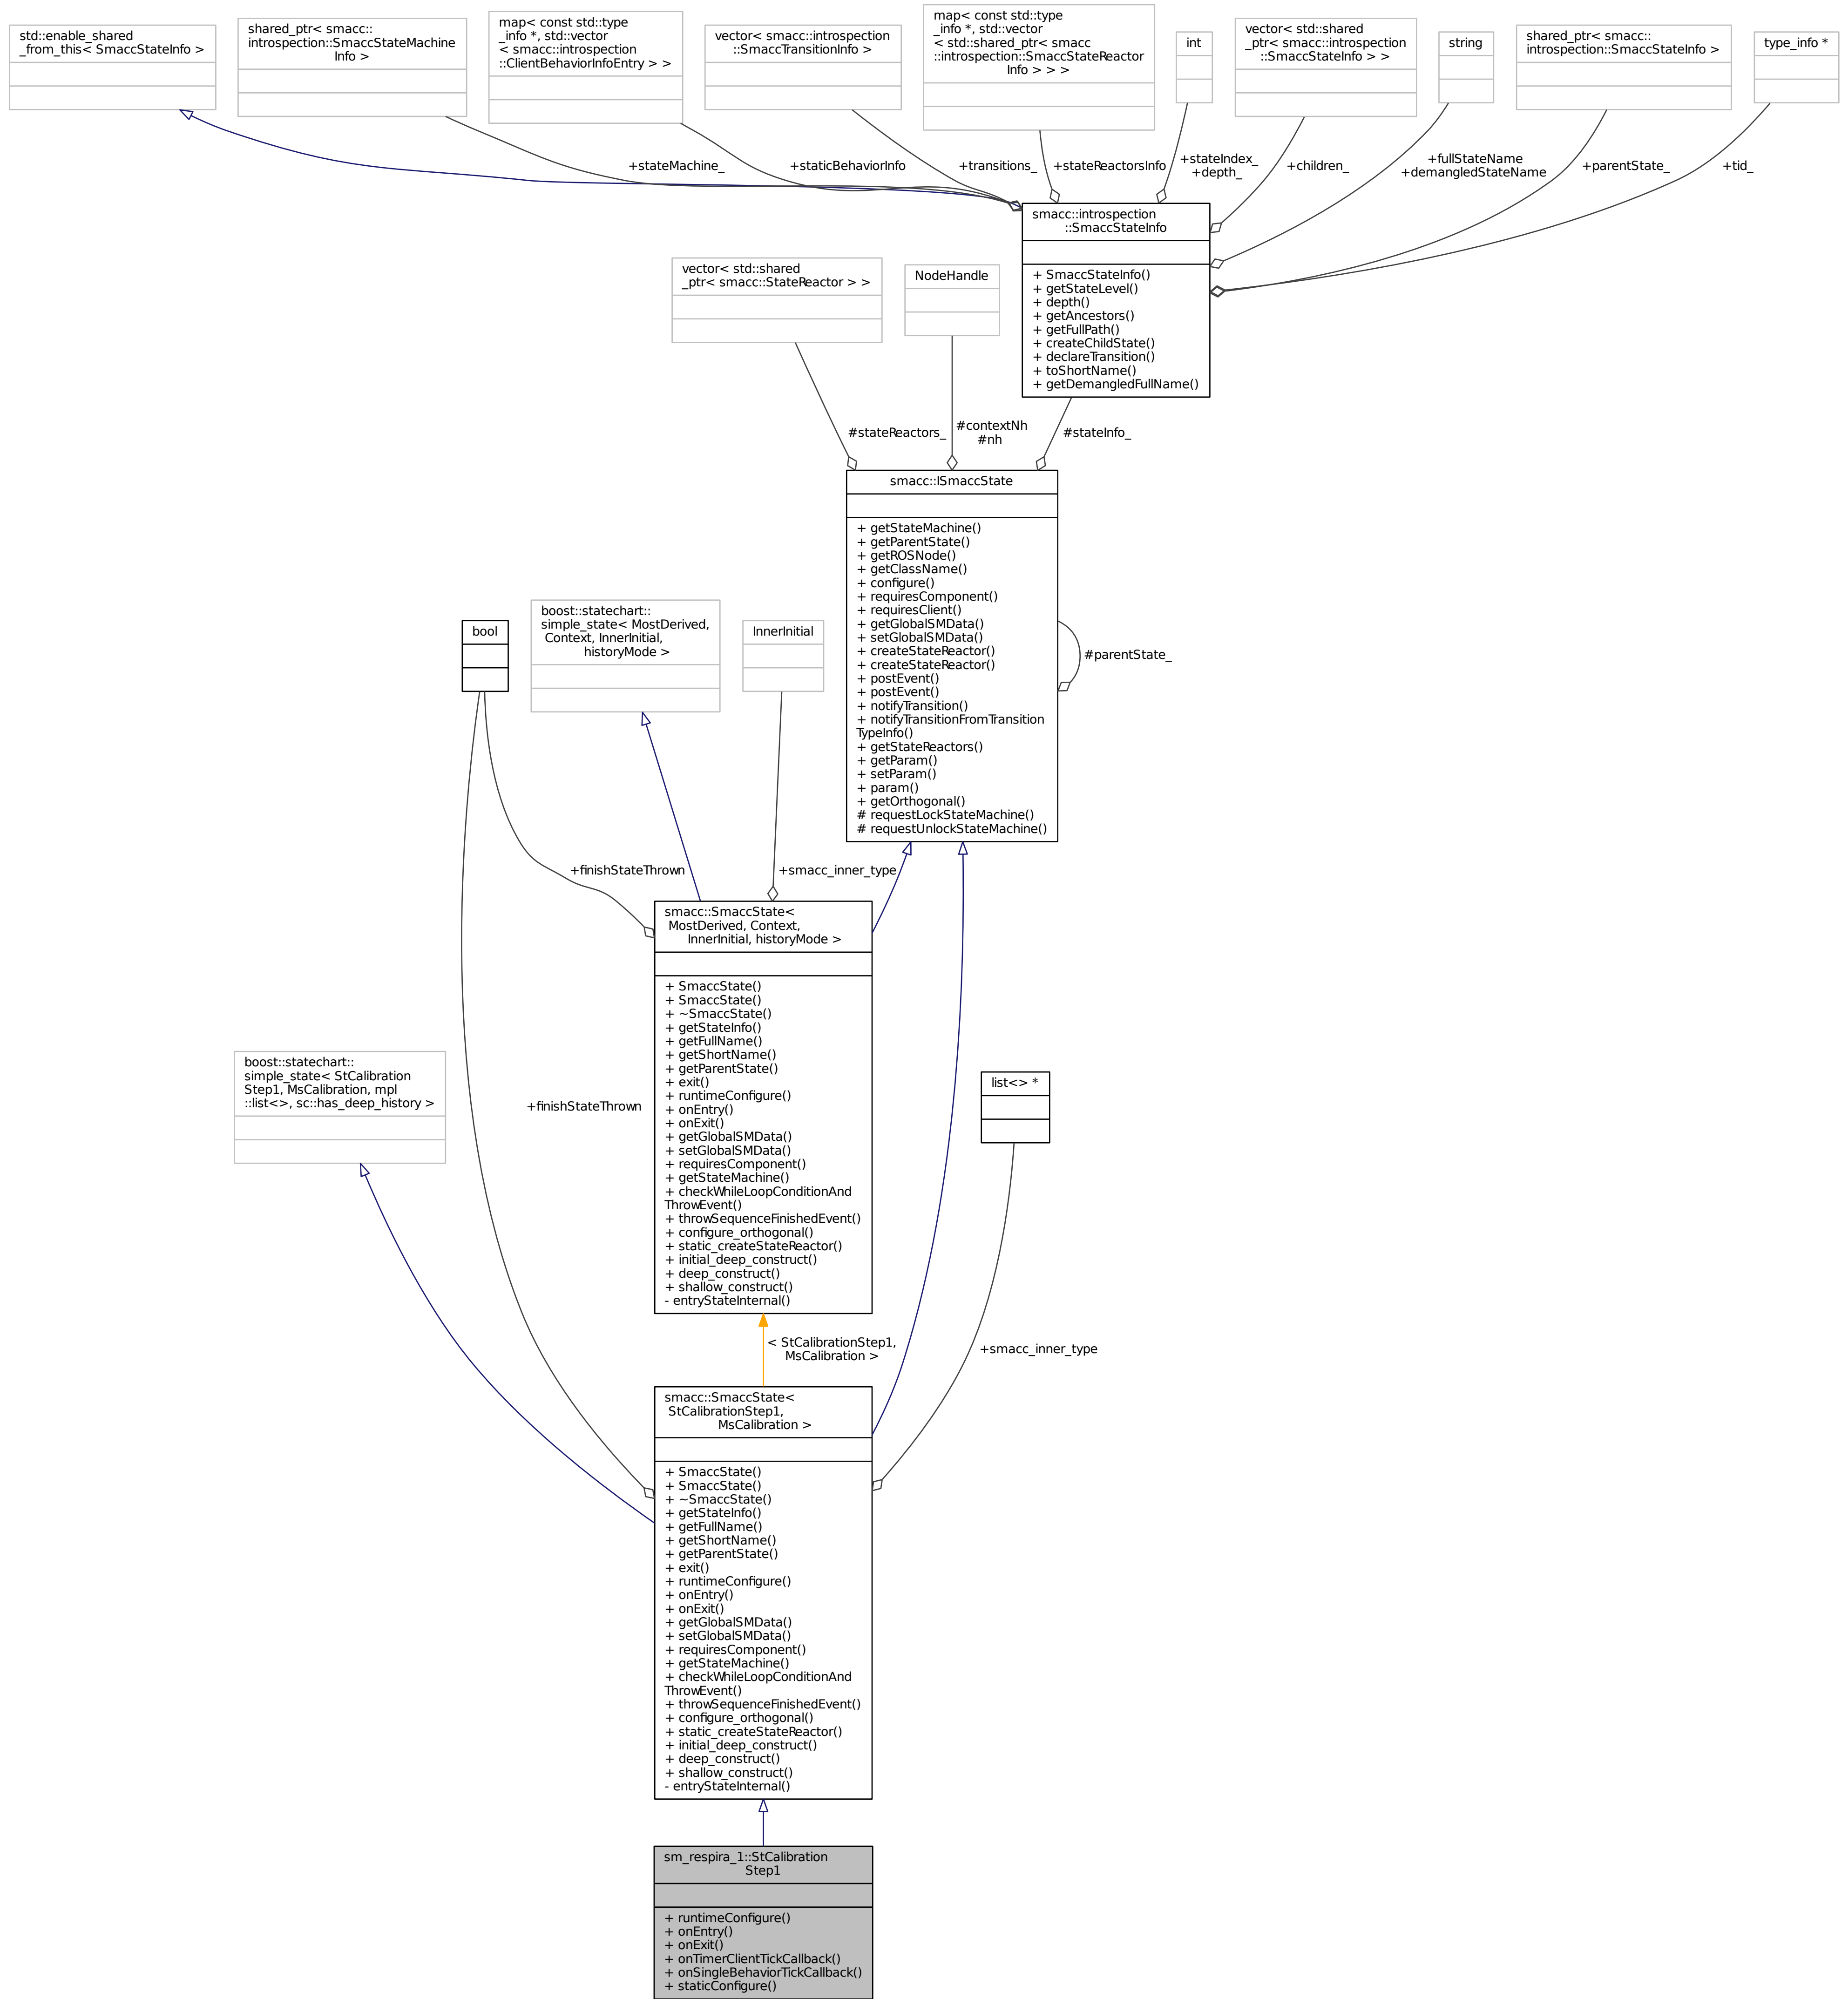 std::enable_shared
_from_this< SmaccStateInfo >
shared_ptr< smacc::
introspection::SmaccStateMachine
Info >
map< const std::type
_info *, std::vector
< smacc::introspection
::ClientBehaviorInfoEntry > >
vector< smacc::introspection
::SmaccTransitionInfo >
map< const std::type
_info *, std::vector
< std::shared_ptr< smacc
::introspection::SmaccStateReactor
Info > > >
int
vector< std::shared
_ptr< smacc::introspection
::SmaccStateInfo > >
string
shared_ptr< smacc::
introspection::SmaccStateInfo >
type_info *
+stateMachine_
+staticBehaviorInfo
+transitions_
+stateReactorsInfo
+stateIndex_
+depth_
+children_
+fullStateName
+demangledStateName
+parentState_
+tid_
smacc::introspection
::SmaccStateInfo
+ SmaccStateInfo()
+ getStateLevel()
+ depth()
+ getAncestors()
+ getFullPath()
+ createChildState()
+ declareTransition()
+ toShortName()
+ getDemangledFullName()
vector< std::shared
_ptr< smacc::StateReactor > >
NodeHandle
#stateReactors_
#contextNh
#nh
#stateInfo_
smacc::ISmaccState
+ getStateMachine()
+ getParentState()
+ getROSNode()
+ getClassName()
+ configure()
+ requiresComponent()
+ requiresClient()
+ getGlobalSMData()
+ setGlobalSMData()
+ createStateReactor()
+ createStateReactor()
+ postEvent()
+ postEvent()
+ notifyTransition()
+ notifyTransitionFromTransition
TypeInfo()
+ getStateReactors()
+ getParam()
+ setParam()
+ param()
+ getOrthogonal()
# requestLockStateMachine()
# requestUnlockStateMachine()
#parentState_
bool
boost::statechart::
simple_state< MostDerived,
Context, InnerInitial,
historyMode >
InnerInitial
+finishStateThrown
+smacc_inner_type
smacc::SmaccState<
MostDerived, Context,
InnerInitial, historyMode >
+ SmaccState()
+ SmaccState()
+ ~SmaccState()
+ getStateInfo()
+ getFullName()
+ getShortName()
+ getParentState()
+ exit()
+ runtimeConfigure()
+ onEntry()
+ onExit()
+ getGlobalSMData()
+ setGlobalSMData()
+ requiresComponent()
+ getStateMachine()
+ checkWhileLoopConditionAnd
ThrowEvent()
+ throwSequenceFinishedEvent()
+ configure_orthogonal()
+ static_createStateReactor()
+ initial_deep_construct()
+ deep_construct()
+ shallow_construct()
- entryStateInternal()
boost::statechart::
simple_state< StCalibration
Step1, MsCalibration, mpl
::list<>, sc::has_deep_history >
+finishStateThrown
list<> *
< StCalibrationStep1,
MsCalibration >
+smacc_inner_type
smacc::SmaccState<
StCalibrationStep1,
MsCalibration >
+ SmaccState()
+ SmaccState()
+ ~SmaccState()
+ getStateInfo()
+ getFullName()
+ getShortName()
+ getParentState()
+ exit()
+ runtimeConfigure()
+ onEntry()
+ onExit()
+ getGlobalSMData()
+ setGlobalSMData()
+ requiresComponent()
+ getStateMachine()
+ checkWhileLoopConditionAnd
ThrowEvent()
+ throwSequenceFinishedEvent()
+ configure_orthogonal()
+ static_createStateReactor()
+ initial_deep_construct()
+ deep_construct()
+ shallow_construct()
- entryStateInternal()
sm_respira_1::StCalibration
Step1
+ runtimeConfigure()
+ onEntry()
+ onExit()
+ onTimerClientTickCallback()
+ onSingleBehaviorTickCallback()
+ staticConfigure()